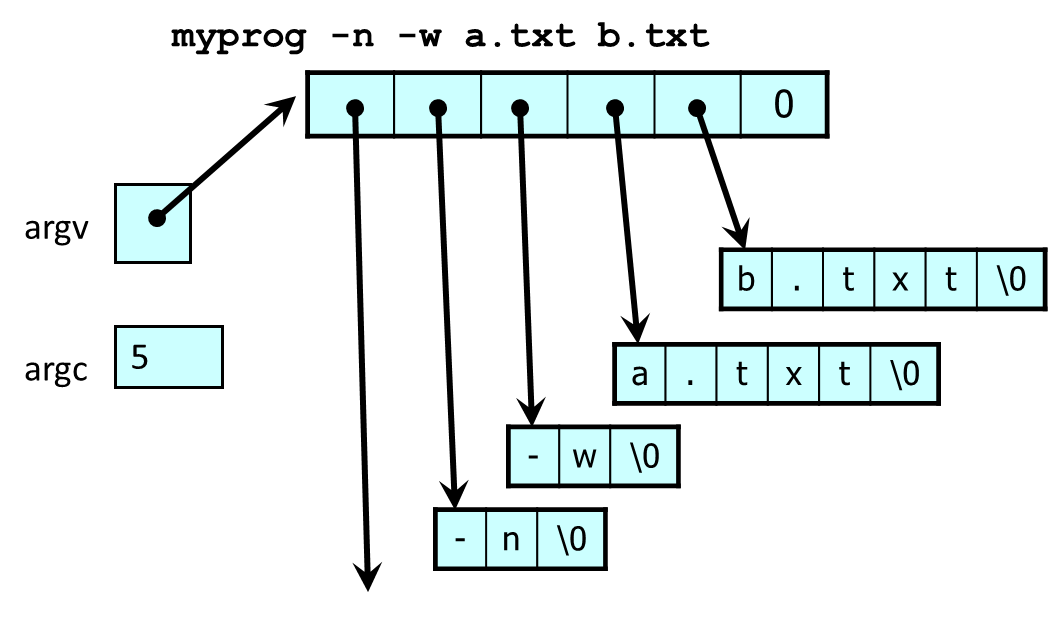 myprog -n -w a.txt b.txt
0
argv
b . t x t \0
argc 5
a . t x t \0
- w \0
- n \0